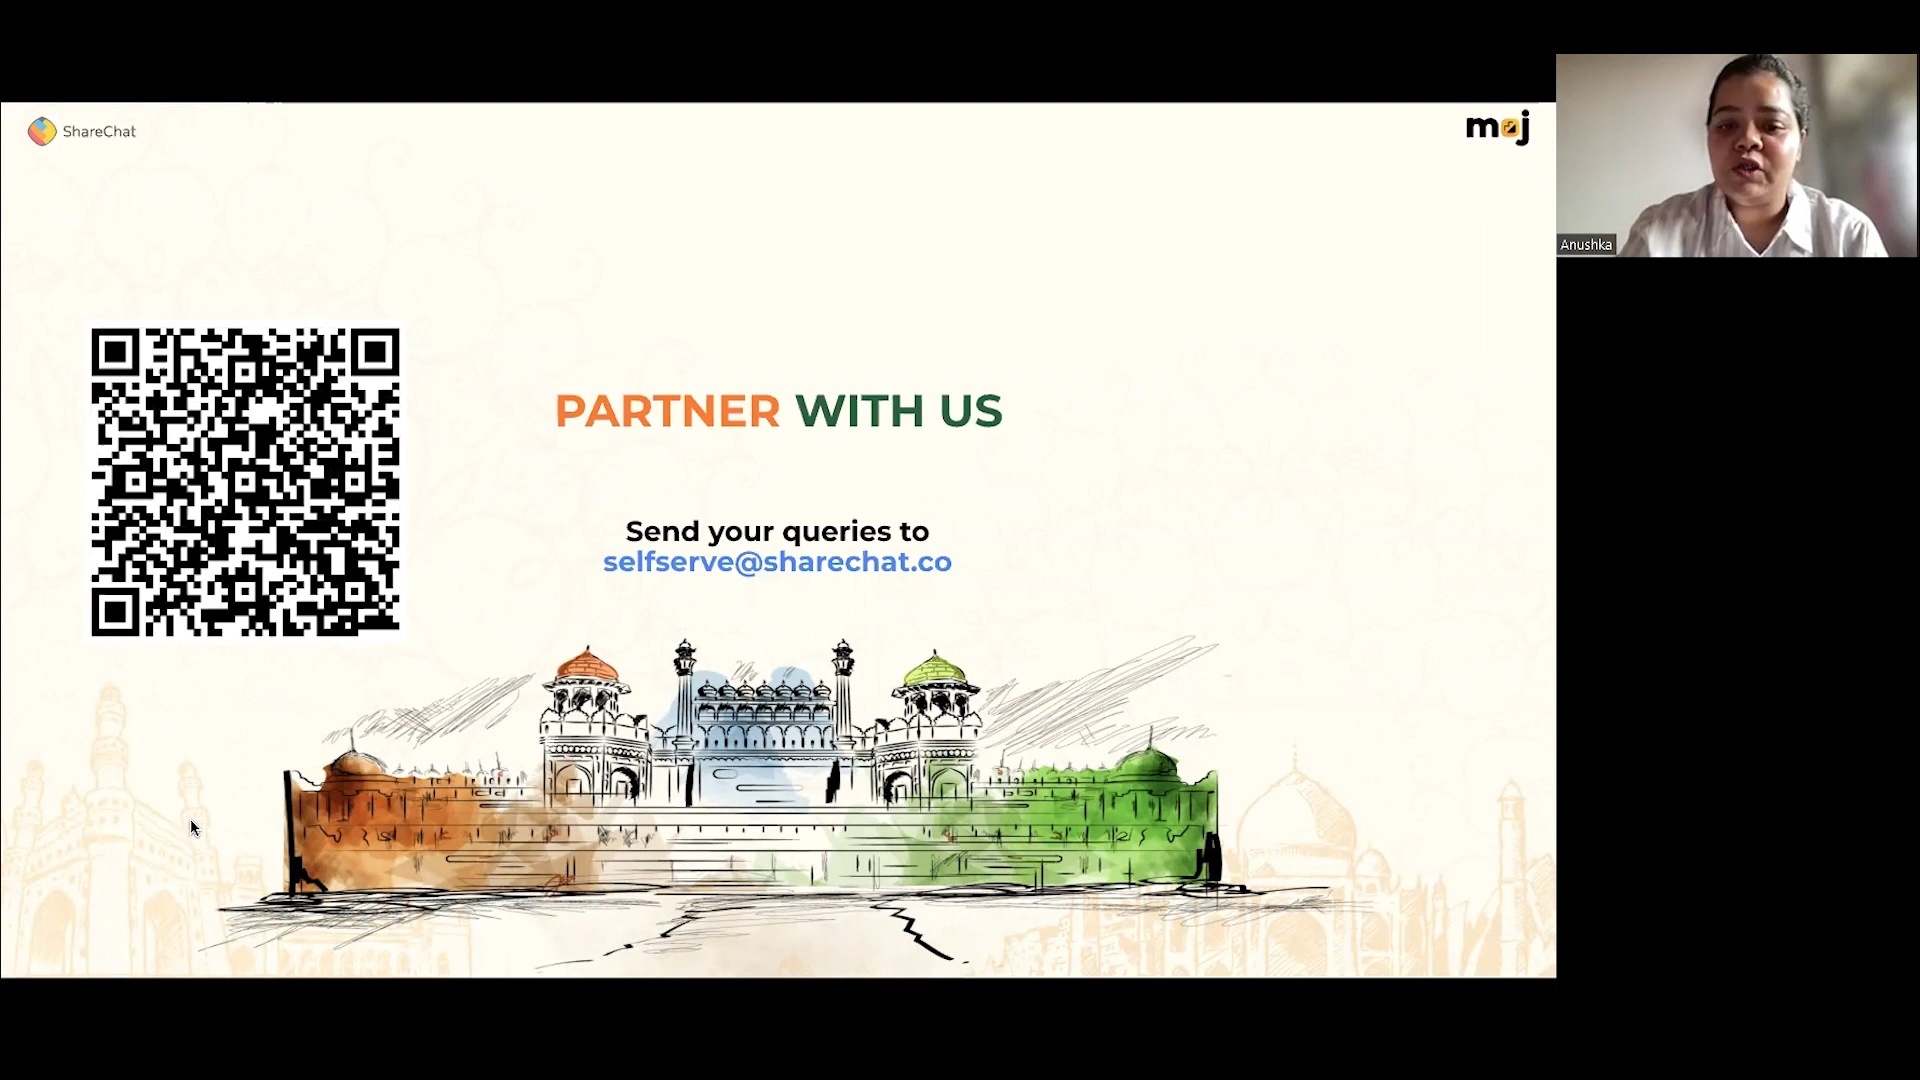 ShareChat
moj
Anushka
PARTNER WITH US
Send your queries to
selfserve@sharechat.co